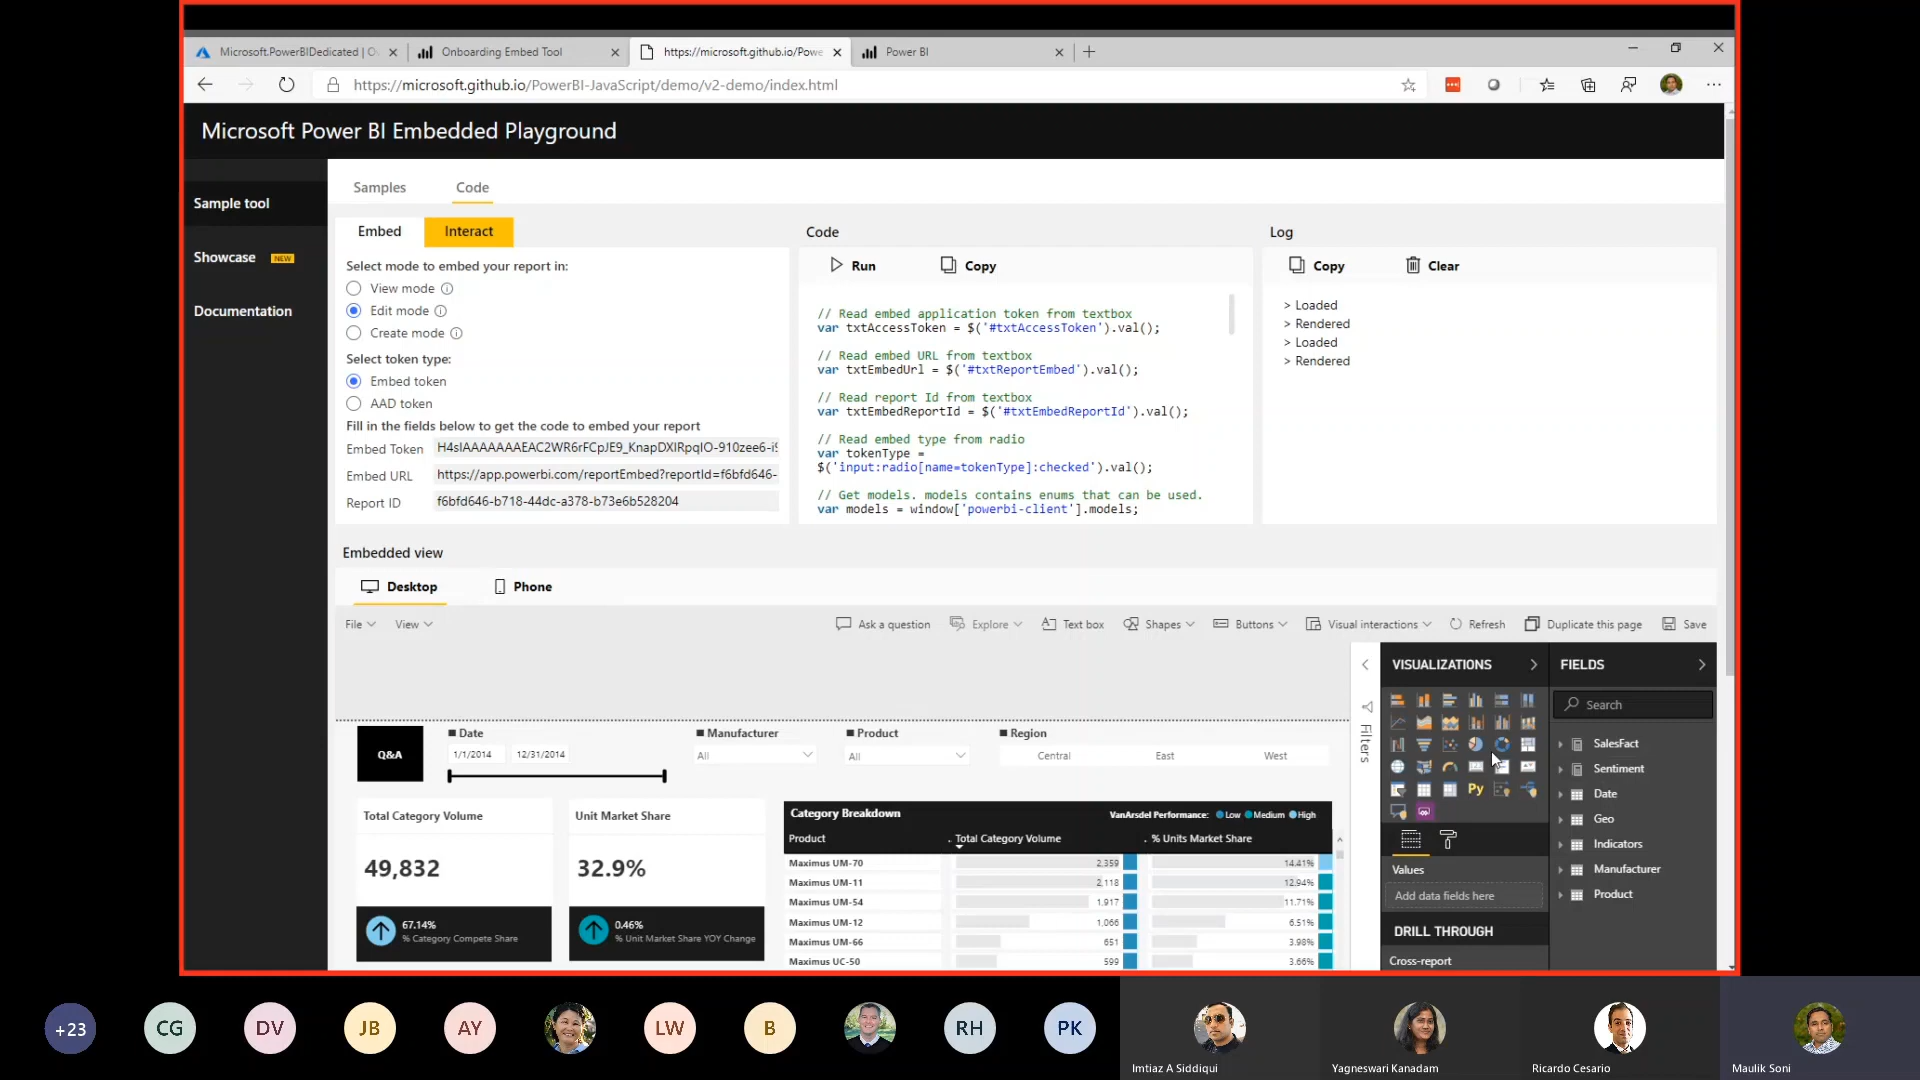 Microsoft.PowerBIDedicated | O
Onboarding Embed Tool
https://microsoft.github.io/Powe
Power BI
https://microsoft.github.io/PowerBI-JavaScript/demo/v2-demo/index.html
Microsoft Power BI Embedded Playground
Sample tool
Showcase NEW
Documentation
Samples
Code
Embed
Interact
Select mode to embed your report in:
View mode
Edit mode
Create mode
Select token type:
Embed token
AAD token
Fill in the fields below to get the code to embed your report
Embed Token H4sIAAAAAAAEAC2WR6rFCpJE9_KnapDXIRpqIO-910zee6-i9
Embed URL https://app.powerbi.com/reportEmbed?reportId=f6bfd646-
Report ID f6bfd646-b718-44dc-a378-b73e6b528204
Code
Run
Copy
// Read embed application token from textbox
var txtAccessToken = $('#txtAccessToken').val();
// Read embed URL from textbox
var txtEmbedUrl = $('#txtReportEmbed').val();
// Read report Id from textbox
var txtEmbedReportId = $('#txtEmbedReportId').val();
// Read embed type from radio
var tokenType =
$('input:radio[name=tokenType]:checked').val();
// Get models. models contains enums that can be used.
var models = window['powerbi-client'].models;
Log
Copy
Clear
> Loaded
> Rendered
> Loaded
> Rendered
Embedded view
Desktop
Phone
File
View
Ask a question
Explore
Text box
Shapes
Buttons
Visual interactions
Refresh
Duplicate this page
Save
Q&A
Date
1/1/2014
12/31/2014
Manufacturer
All
Product
All
Region
Central
East
West
Total Category Volume
49,832
67.14%
% Category Compete Share
Unit Market Share
32.9%
0.46%
% Unit Market Share YOY Change
Category Breakdown
VanArsdel Performance: Low Medium High
Product
Total Category Volume
% Units Market Share
Maximus UM-70 2,359 14.41%
Maximus UM-11 2,118 12.94%
Maximus UM-54 1,917 11.71%
Maximus UM-12 1,066 6.51%
Maximus UM-66 651 3.98%
Maximus UC-50 599 3.66%
Filters
VISUALIZATIONS
Py
Values
Add data fields here
DRILL THROUGH
Cross-report
FIELDS
Search
SalesFact
Sentiment
Date
Geo
Indicators
Manufacturer
Product
+23
CG
DV
JB
AY
LW
B
RH
PK
Imtiaz A Siddiqui
Yagneswari Kanadam
Ricardo Cesario
Maulik Soni